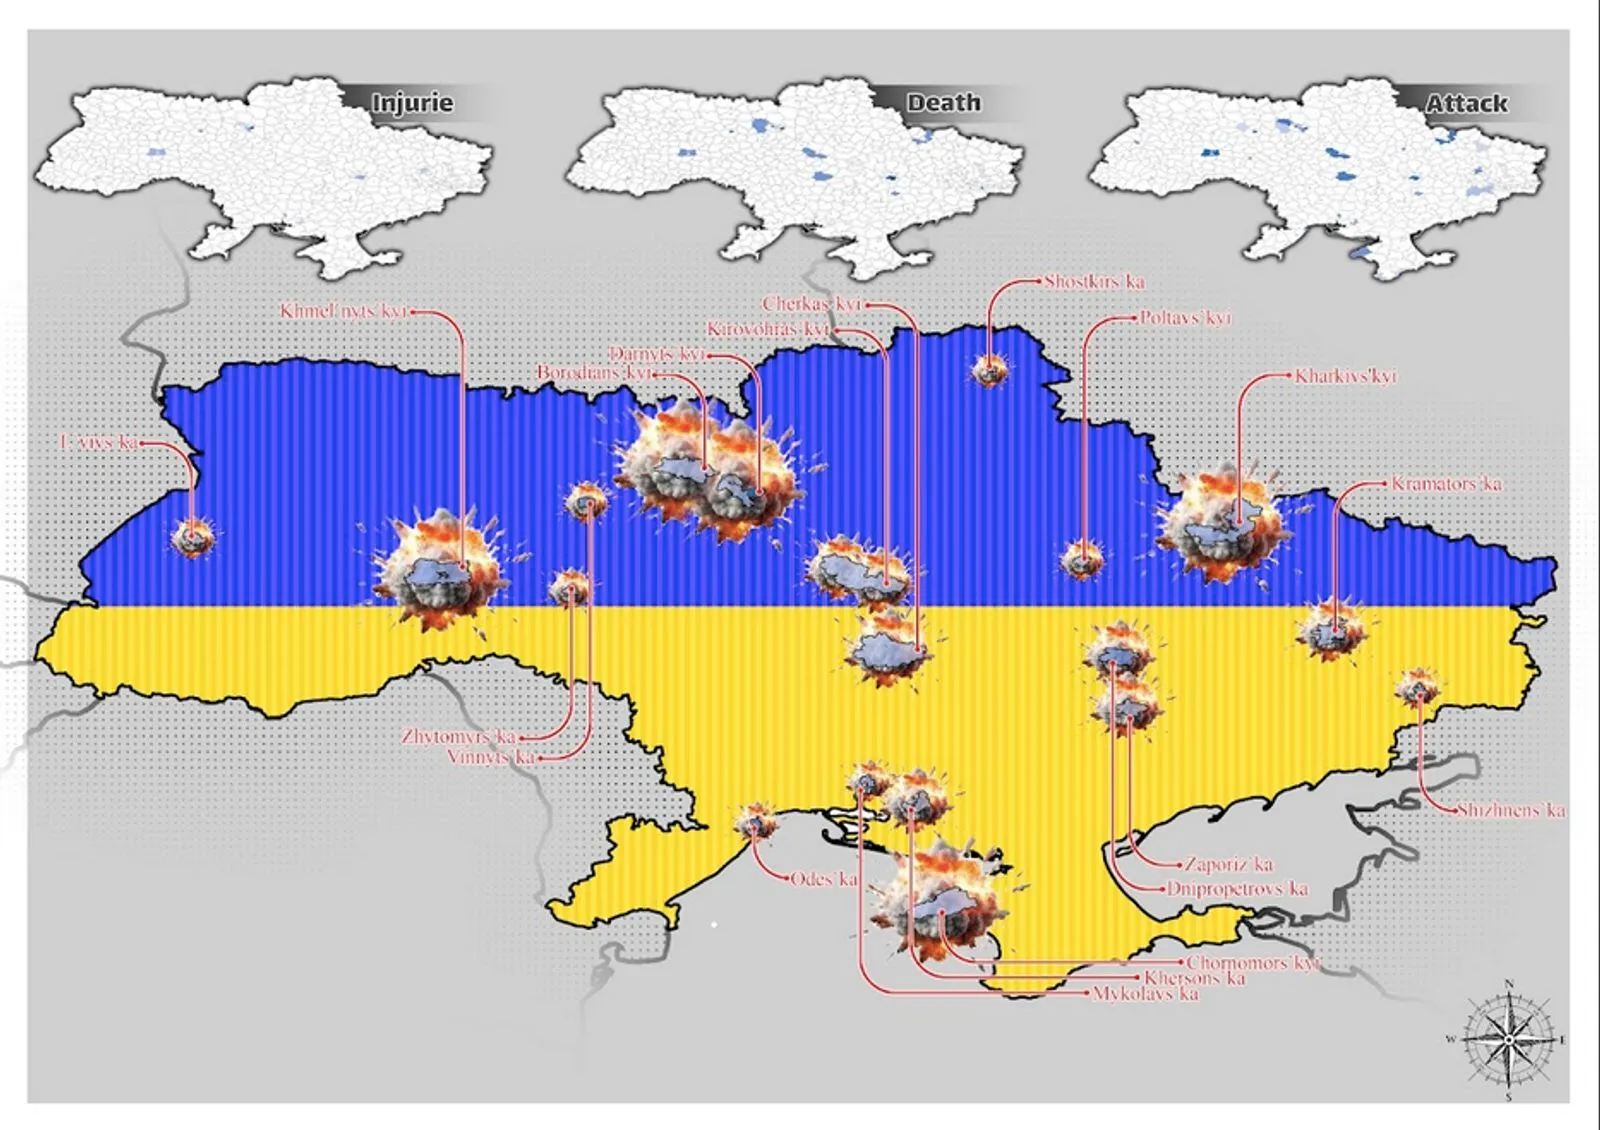 Injurie
Death
Attack
Shostkırs ka
Cherkas kyi
Khmel'nyts'kyi
Poltavs'kyi
Kirovohras kyi
Darnyts kyi
Borodians kyi
Kharkivs'kyi
L vivs ka
Kramators'ka
Zhytomyrs ka
Vinnyts ka
Shızhnens ka
Zaporiz ka
Odes'ka
Dnipropetrovs ka
Chornomors'kyi
Khersons ka
Mykolavs ka
N
W
E
S